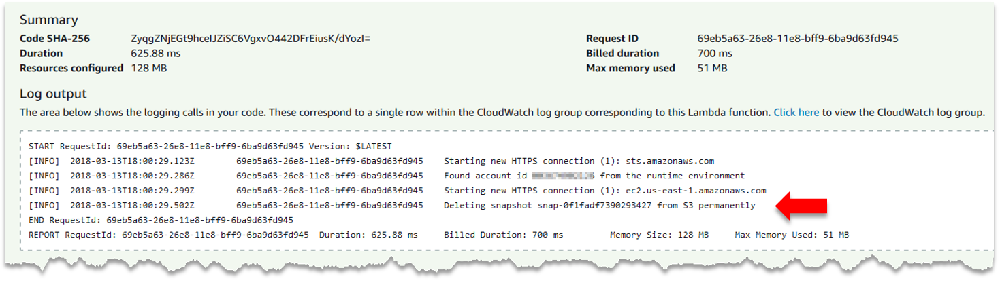 Summary
Code SHA-256 ZyqgZNjEGt9hceIJZiSC6VgxvO442DFrEiusK/dYozI= Request ID 69eb5a63-26e8-11e8-bff9-6ba9d63fd945
Duration 625.88 ms Billed duration 700 ms
Resources configured 128 MB Max memory used 51 MB
Log output
The area below shows the logging calls in your code. These correspond to a single row within the CloudWatch log group corresponding to this Lambda function. Click here to view the CloudWatch log group.
START RequestId: 69eb5a63-26e8-11e8-bff9-6ba9d63fd945 Version: $LATEST
[INFO] 2018-03-13T18:00:29.123Z 69eb5a63-26e8-11e8-bff9-6ba9d63fd945 Starting new HTTPS connection (1): sts.amazonaws.com
[INFO] 2018-03-13T18:00:29.286Z 69eb5a63-26e8-11e8-bff9-6ba9d63fd945 Found account id from the runtime environment
[INFO] 2018-03-13T18:00:29.299Z 69eb5a63-26e8-11e8-bff9-6ba9d63fd945 Starting new HTTPS connection (1): ec2.us-east-1.amazonaws.com
[INFO] 2018-03-13T18:00:29.502Z 69eb5a63-26e8-11e8-bff9-6ba9d63fd945 Deleting snapshot snap-0f1fadf7390293427 from S3 permanently
END RequestId: 69eb5a63-26e8-11e8-bff9-6ba9d63fd945
REPORT RequestId: 69eb5a63-26e8-11e8-bff9-6ba9d63fd945 Duration: 625.88 ms Billed Duration: 700 ms Memory Size: 128 MB Max Memory Used: 51 MB